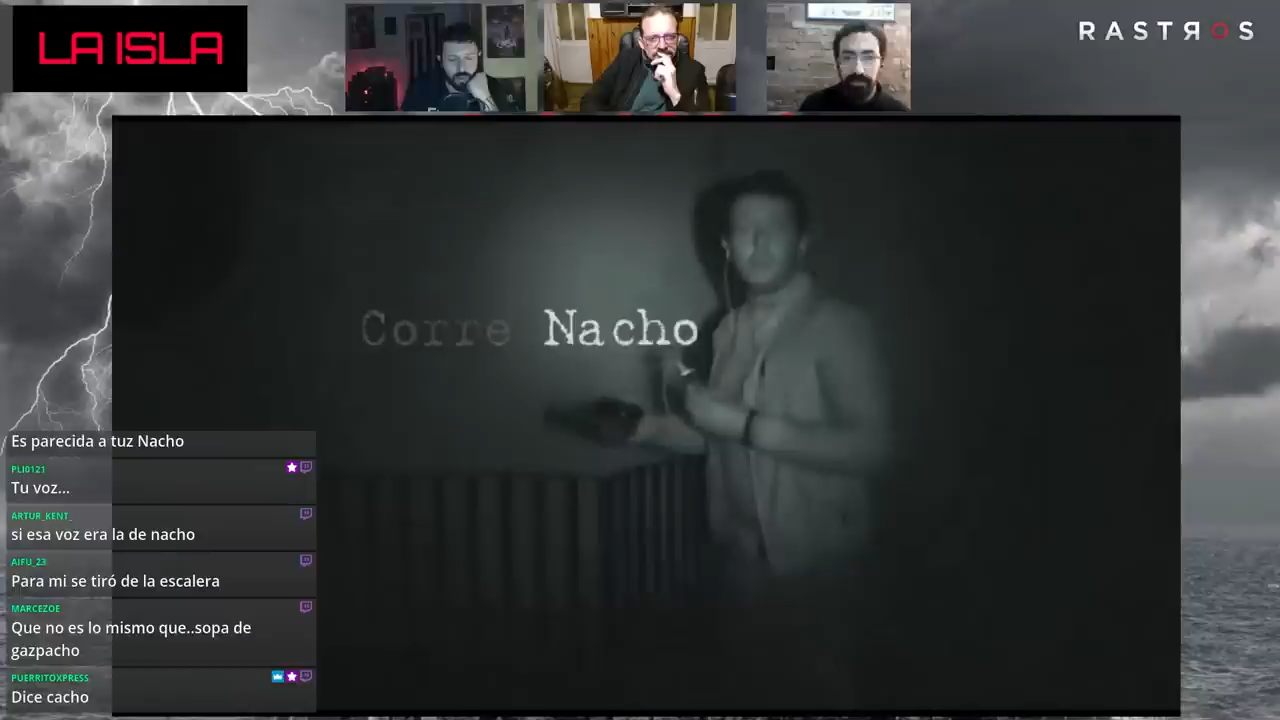 LA ISLA
RASTROS
Corre Nacho
Es parecida a tuz Nacho
PLI0121
Tu voz...
ARTUR_KENT_
si esa voz era la de nacho
AIFU_23
Para mi se tiró de la escalera
MARCEZOE
Que no es lo mismo que..sopa de
gazpacho
PUERRITOXPRESS
Dice cacho